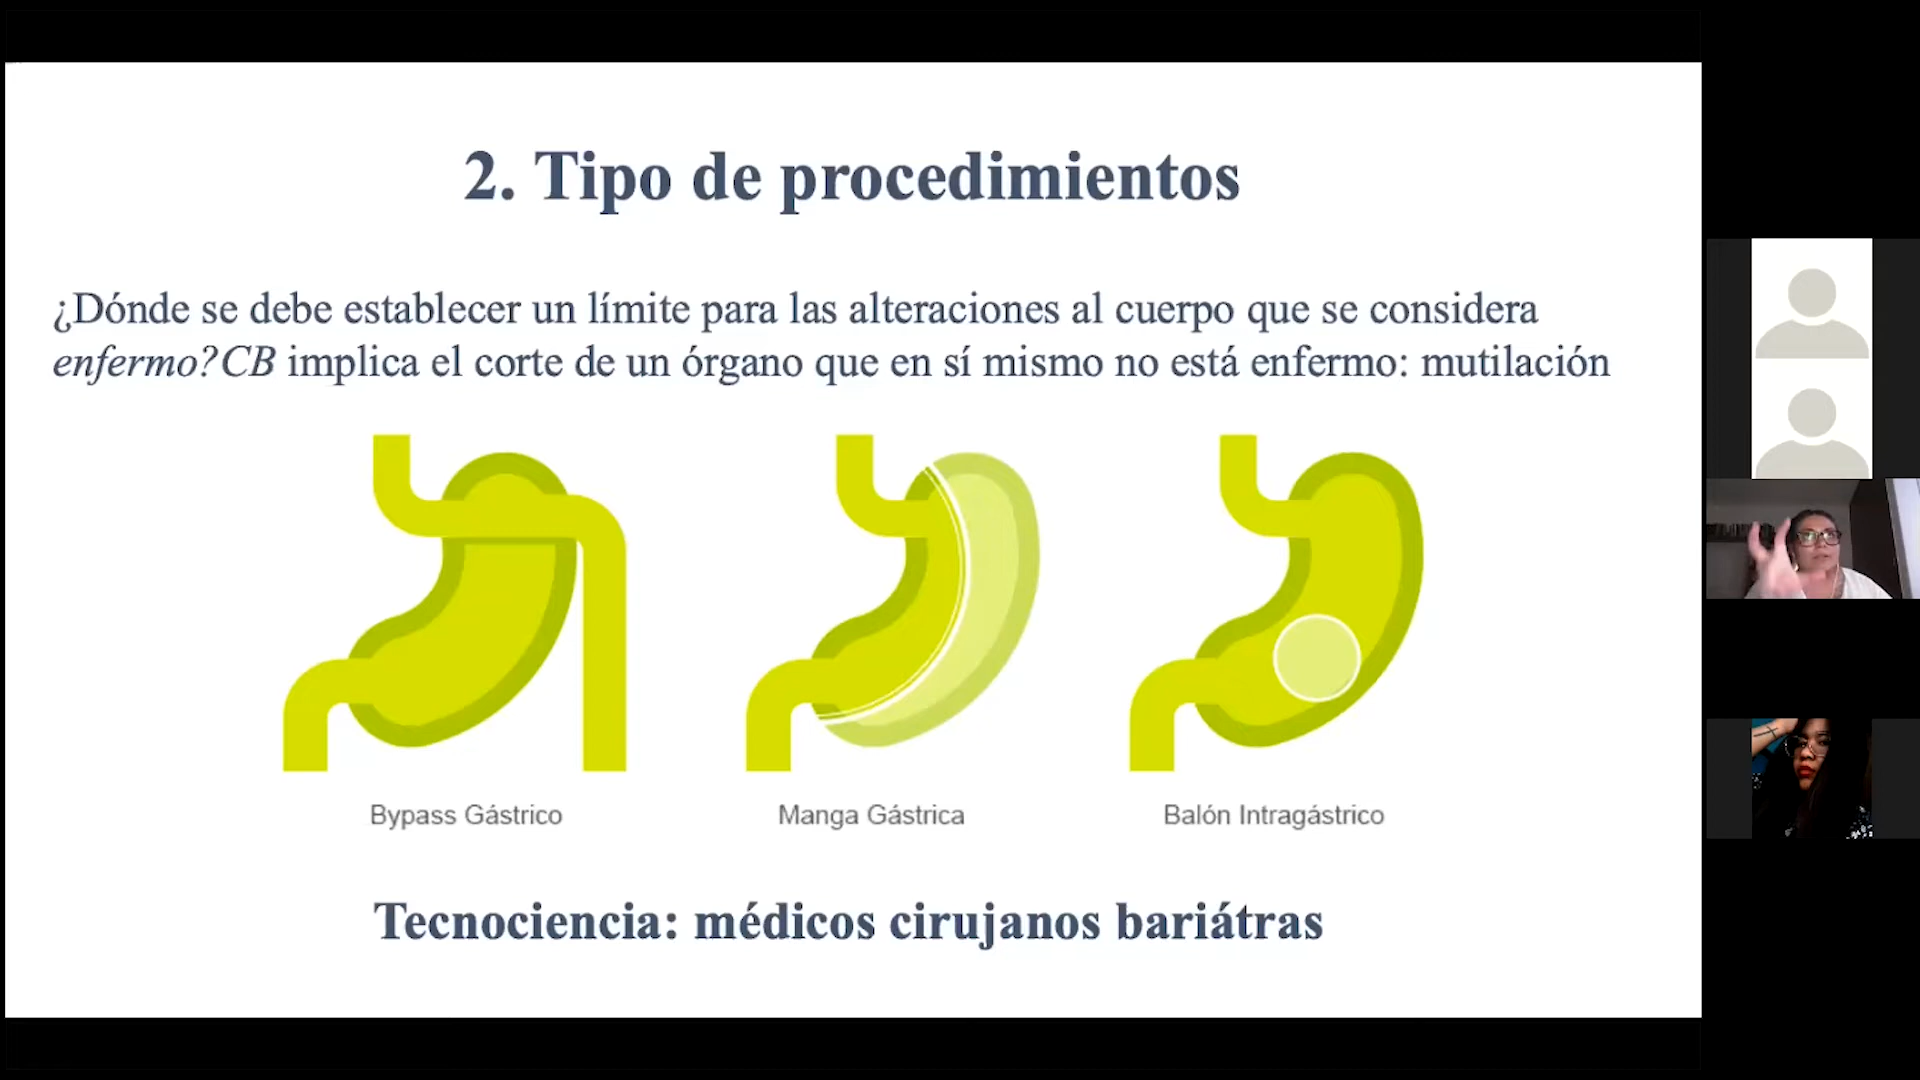 2. Tipo de procedimientos
¿Dónde se debe establecer un límite para las alteraciones al cuerpo que se considera
enfermo?CB implica el corte de un órgano que en sí mismo no está enfermo: mutilación
Bypass Gástrico
Manga Gástrica
Balón Intragástrico
Tecnociencia: médicos cirujanos bariátras